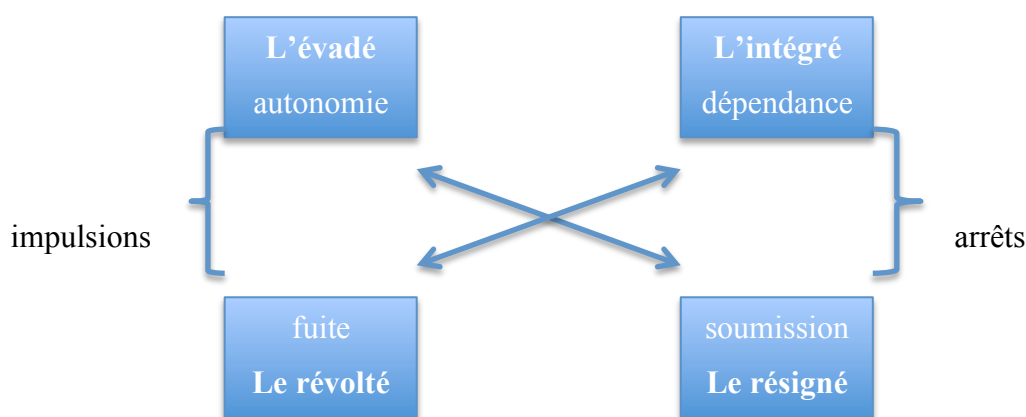 L’évadé
autonomie
L’intégré
dépendance
impulsions
arrêts
fuite
Le révolté
soumission
Le résigné